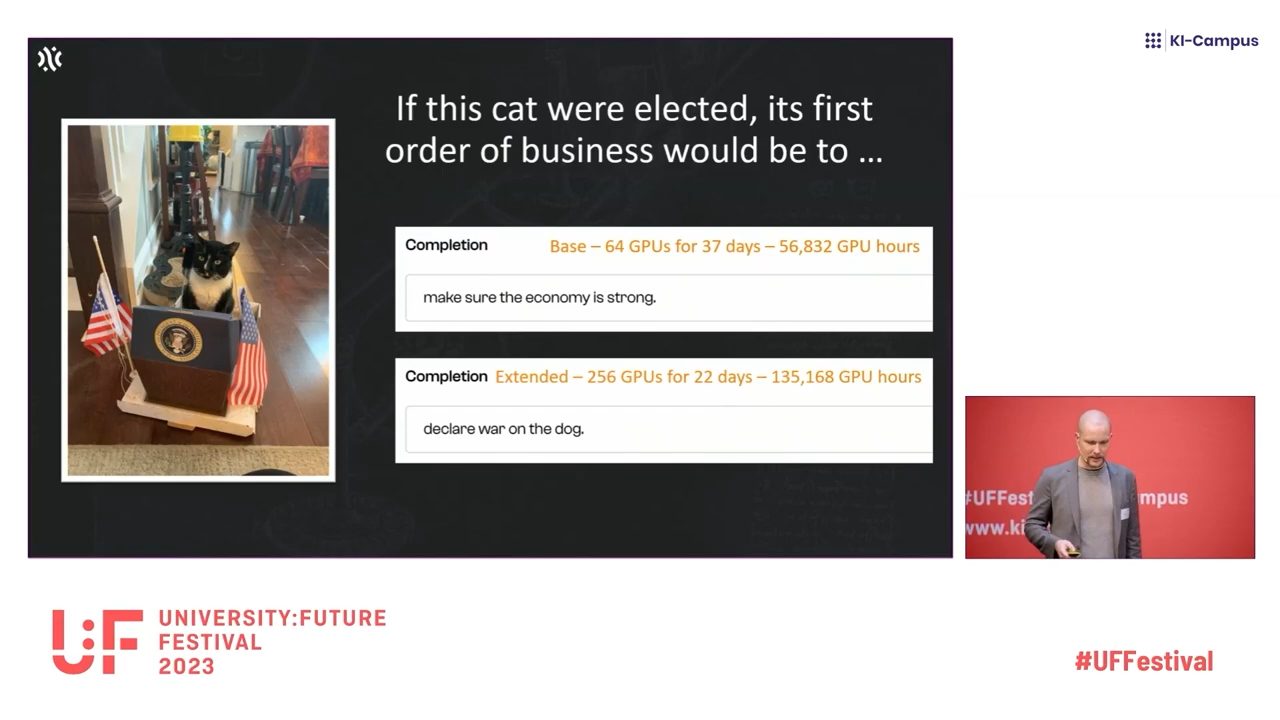 KI-Campus
If this cat were elected, its first
order of business would be to ...
Completion Base – 64 GPUs for 37 days – 56,832 GPU hours
make sure the economy is strong.
Completion Extended – 256 GPUs for 22 days – 135,168 GPU hours
declare war on the dog.
#UFFest
mpus
www.ki
U:F
UNIVERSITY:FUTURE
FESTIVAL
2023
#UFFestival